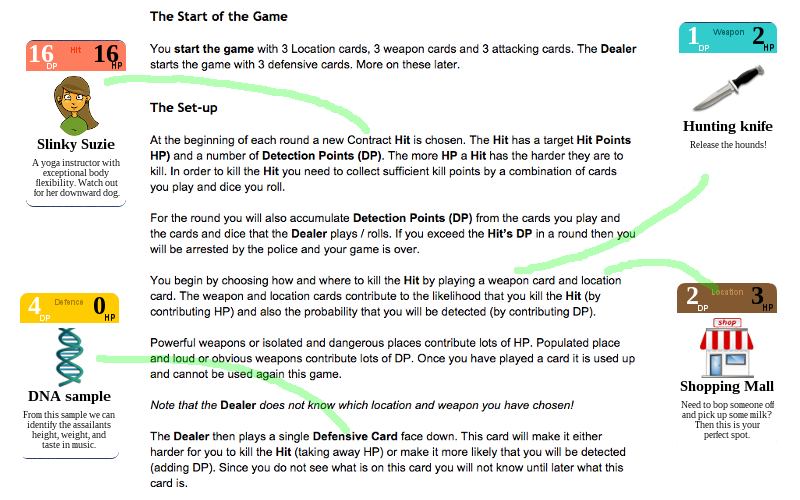 The Start of the Game
You start the game with 3 Location cards, 3 weapon cards and 3 attacking cards. The Dealer
starts the game with 3 defensive cards. More on these later.
The Set-up
At the beginning of each round a new Contract Hit is chosen. The Hit has a target Hit Points
HP) and a number of Detection Points (DP). The more HP a Hit has the harder they are to
kill. In order to kill the Hit you need to collect sufficient kill points by a combination of cards
you play and dice you roll.
For the round you will also accumulate Detection Points (DP) from the cards you play and
the cards and dice that the Dealer plays / rolls. If you exceed the Hit's DP in a round then you
will be arrested by the police and your game is over.
You begin by choosing how and where to kill the Hit by playing a weapon card and location
card. The weapon and location cards contribute to the likelihood that you kill the Hit (by
contributing HP) and also the probability that you will be detected (by contributing DP).
Powerful weapons or isolated and dangerous places contribute lots of HP. Populated place
and loud or obvious weapons contribute lots of DP. Once you have played a card it is used up
and cannot be used again this game.
Note that the Dealer does not know which location and weapon you have chosen!
The Dealer then plays a single Defensive Card face down. This card will make it either
harder for you to kill the Hit (taking away HP) or make it more likely that you will be detected
(adding DP). Since you do not see what is on this card you will not know until later what this
card is.
16 DP Hit 16 HP
Slinky Suzie
A yoga instructor with
exceptional body
flexibility. Watch out
for her downward dog.
4 DP Defence 0 HP
DNA sample
From this sample we can
identify the assailants
height, weight, and
taste in music.
1 DP Weapon 2 HP
Hunting knife
Release the hounds!
2 DP Location 3 HP
shop
Shopping Mall
Need to bop someone off
and pick up some milk?
Then this is your
perfect spot.